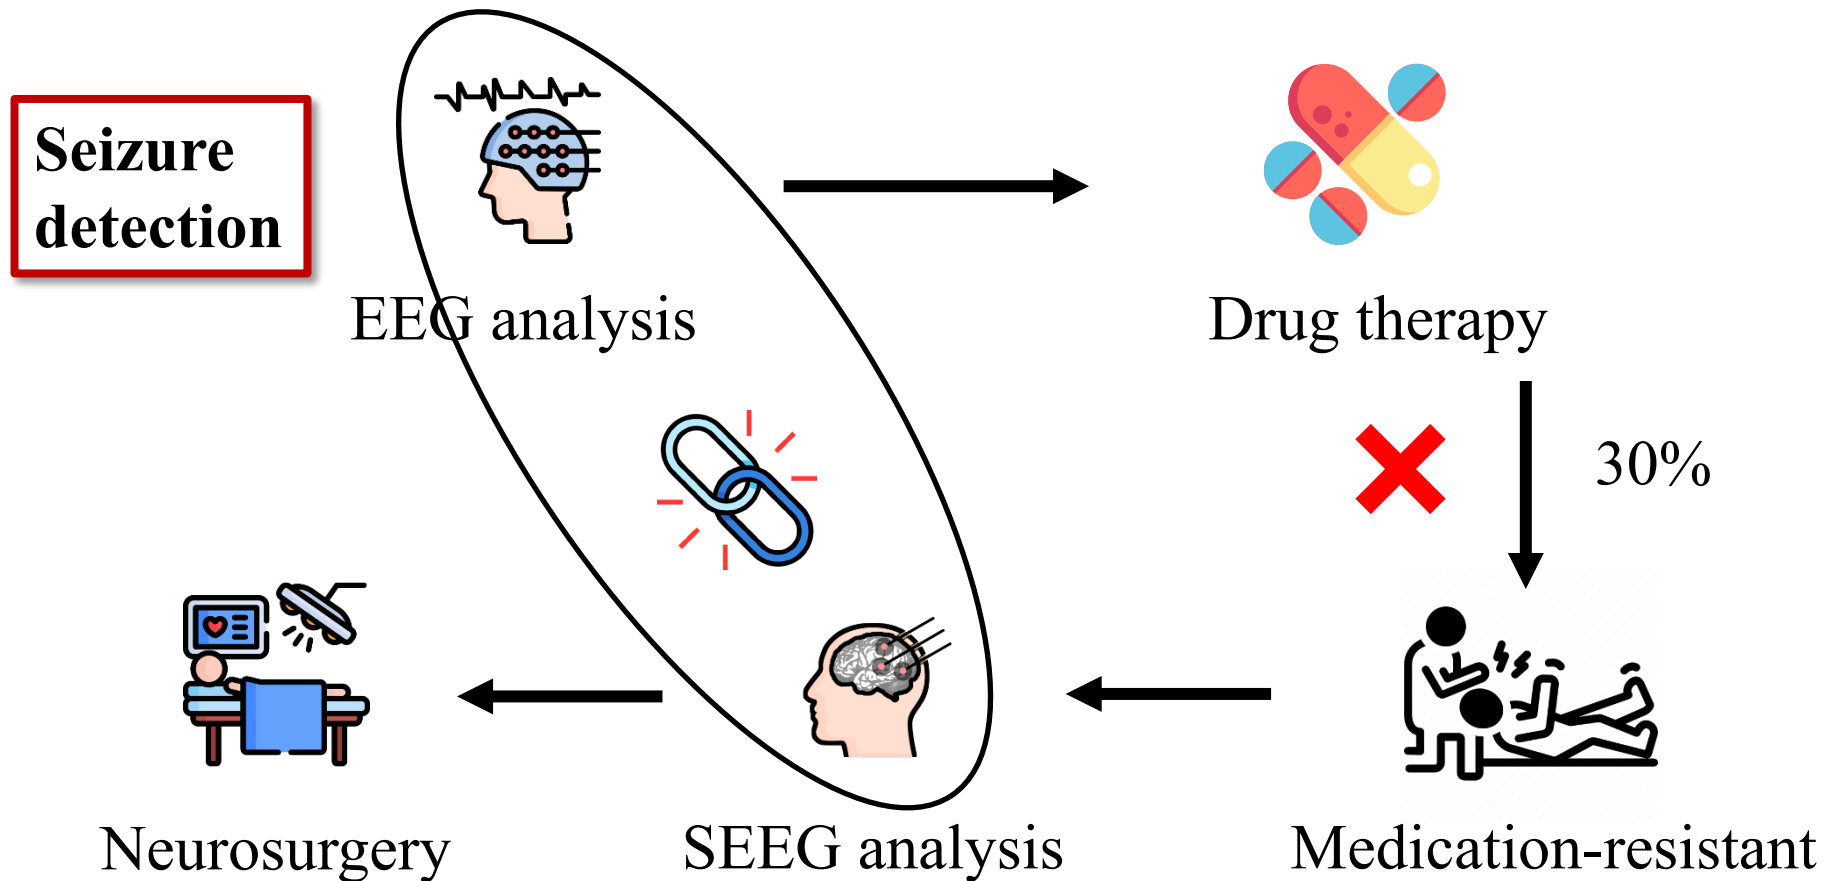 Seizure
detection
EEG analysis
Drug therapy
30%
Neurosurgery
SEEG analysis
Medication-resistant